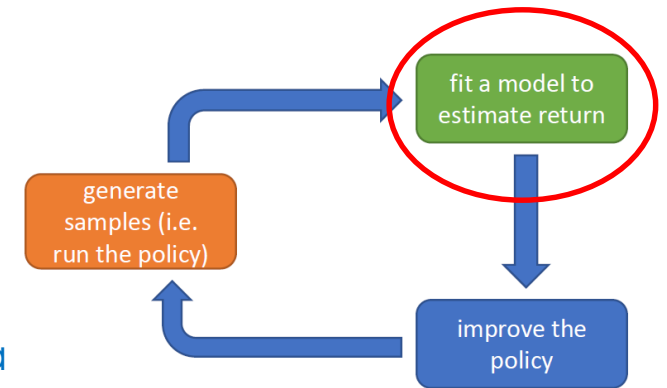 fit a model to
estimate return
generate
samples (i.e.
run the policy)
improve the
policy